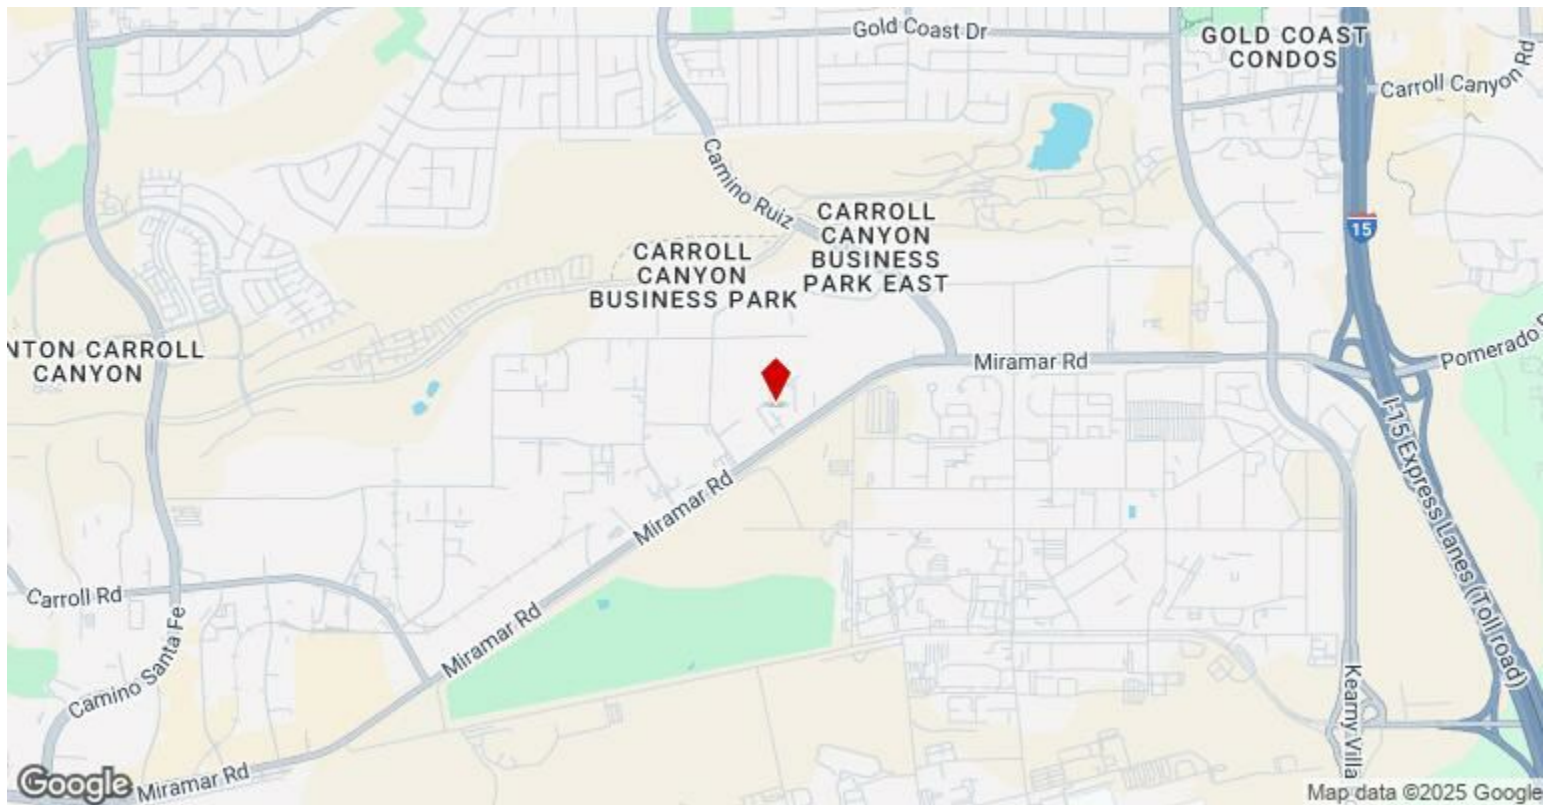 Gold Coast Dr
GOLD COAST
CONDOS
Carroll Canyon Rd
Camino Ruiz
CARROLL
CANYON
BUSINESS
PARK EAST
15
CARROLL
CANYON
BUSINESS PARK
NTON CARROLL
CANYON
Miramar Rd
Pomerado
I-15 Express Lanes (Toll road)
Miramar Rd
Carroll Rd
Miramar Rd
Camino Santa Fe
Kearny Villa
Miramar Rd
Google
Map data ©2025 Google